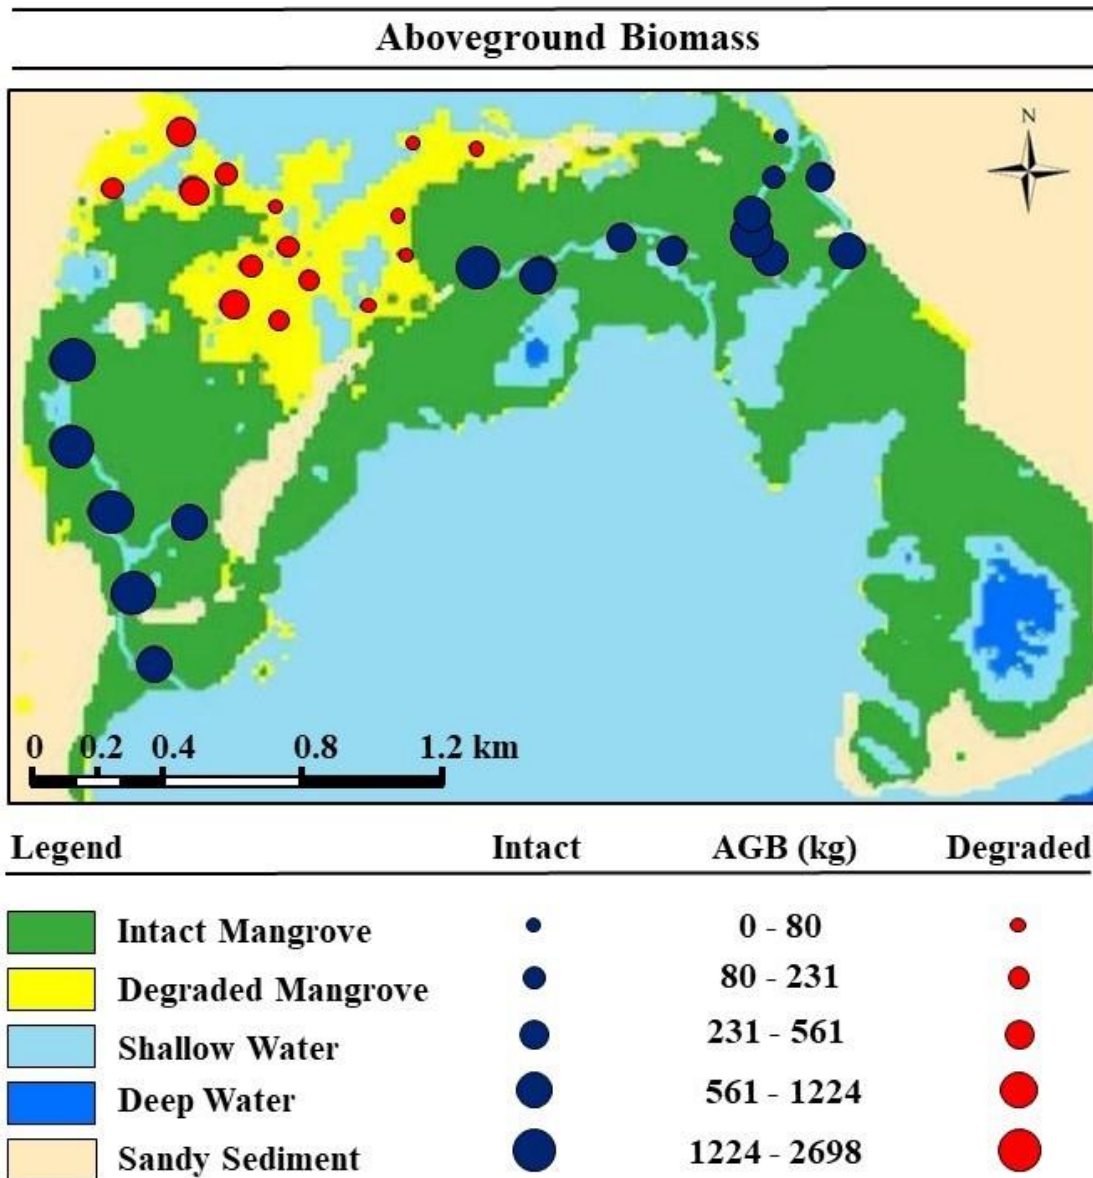 Aboveground Biomass
N
0 0.2 0.4 0.8 1.2 km
Legend Intact AGB (kg) Degraded
Intact Mangrove 0 - 80
Degraded Mangrove 80 - 231
Shallow Water 231 - 561
Deep Water 561 - 1224
Sandy Sediment 1224 - 2698